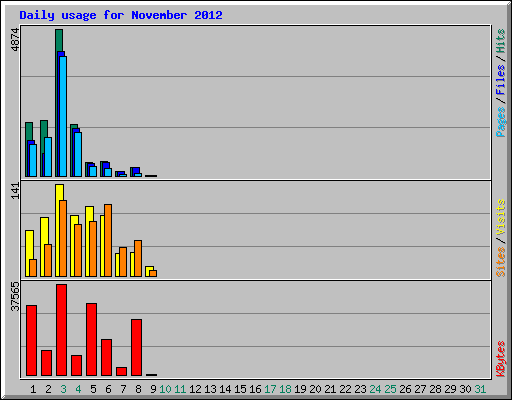 Daily usage for November 2012
4874
Pages / Files / Hits
141
Sites / Visits
37565
KBytes
1 2 3 4 5 6 7 8 9 10 11 12 13 14 15 16 17 18 19 20 21 22 23 24 25 26 27 28 29 30 31